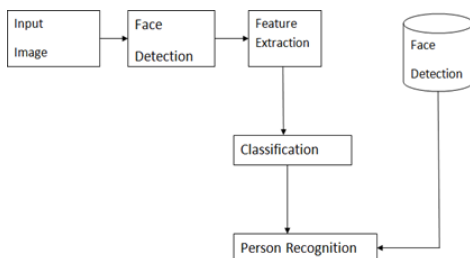 Input
Image
Face
Detection
Feature
Extraction
Face
Detection
Classification
Person Recognition